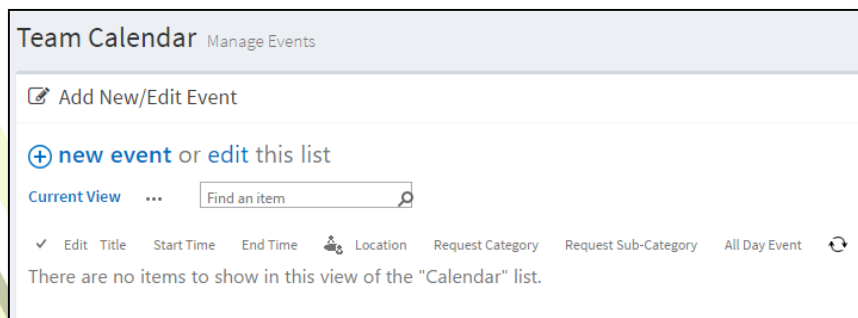 Team Calendar Manage Events
Add New/Edit Event
new event or edit this list
Current View ... Find an item
Edit Title Start Time End Time Location Request Category Request Sub-Category All Day Event
There are no items to show in this view of the "Calendar" list.